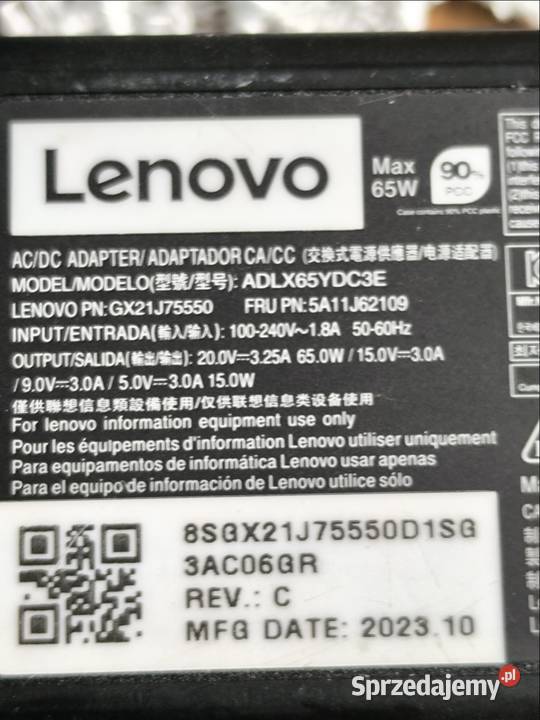 Lenovo
Max
65W
90%
PCC
Case contains 90% PCC plastic
AC/DC ADAPTER/ADAPTADOR CA/CC (交換式電源供應器/电源适配器)
MODEL/MODELO(型號/型号): ADLX65YDC3E
LENOVO PN:GX21J75550 FRU PN:5A11J62109
INPUT/ENTRADA(輸入/输入): 100-240V~1.8A 50-60Hz
OUTPUT/SALIDA(輸出/输出): 20.0V⎓3.25A 65.0W / 15.0V⎓3.0A
/ 9.0V⎓3.0A / 5.0V⎓3.0A 15.0W
僅供聯想信息類設備使用/仅供联想信息类设备使用
For lenovo information equipment use only
Pour les équipements d'information Lenovo utiliser uniquement
Para equipamentos de informática Lenovo usar apenas
Para el equipo de información de Lenovo utilice sólo
8SGX21J75550D1SG
3AC06GR
REV.: C
MFG DATE: 2023.10
Sprzedajemy.pl